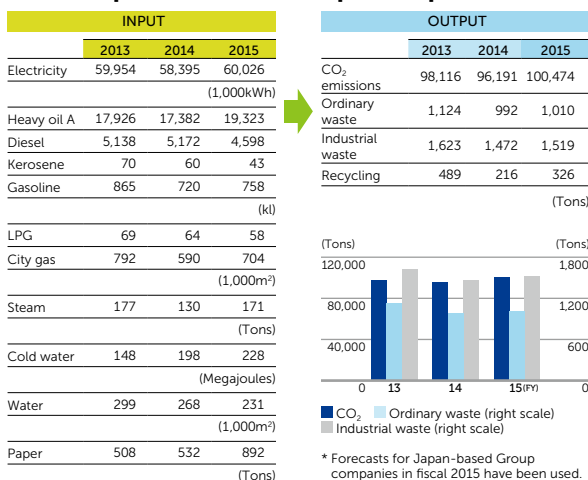 INPUT
2013 2014 2015
Electricity 59,954 58,395 60,026
(1,000kWh)
Heavy oil A 17,926 17,382 19,323
Diesel 5,138 5,172 4,598
Kerosene 70 60 43
Gasoline 865 720 758
(kl)
LPG 69 64 58
City gas 792 590 704
(1,000m²)
Steam 177 130 171
(Tons)
Cold water 148 198 228
(Megajoules)
Water 299 268 231
(1,000m²)
Paper 508 532 892
(Tons)
OUTPUT
2013 2014 2015
CO₂
emissions 98,116 96,191 100,474
Ordinary
waste 1,124 992 1,010
Industrial
waste 1,623 1,472 1,519
Recycling 489 216 326
(Tons)
(Tons) (Tons)
120,000 1,800
80,000 1,200
40,000 600
0 13 14 15(FY) 0
CO₂ Ordinary waste (right scale)
Industrial waste (right scale)
* Forecasts for Japan-based Group
companies in fiscal 2015 have been used.